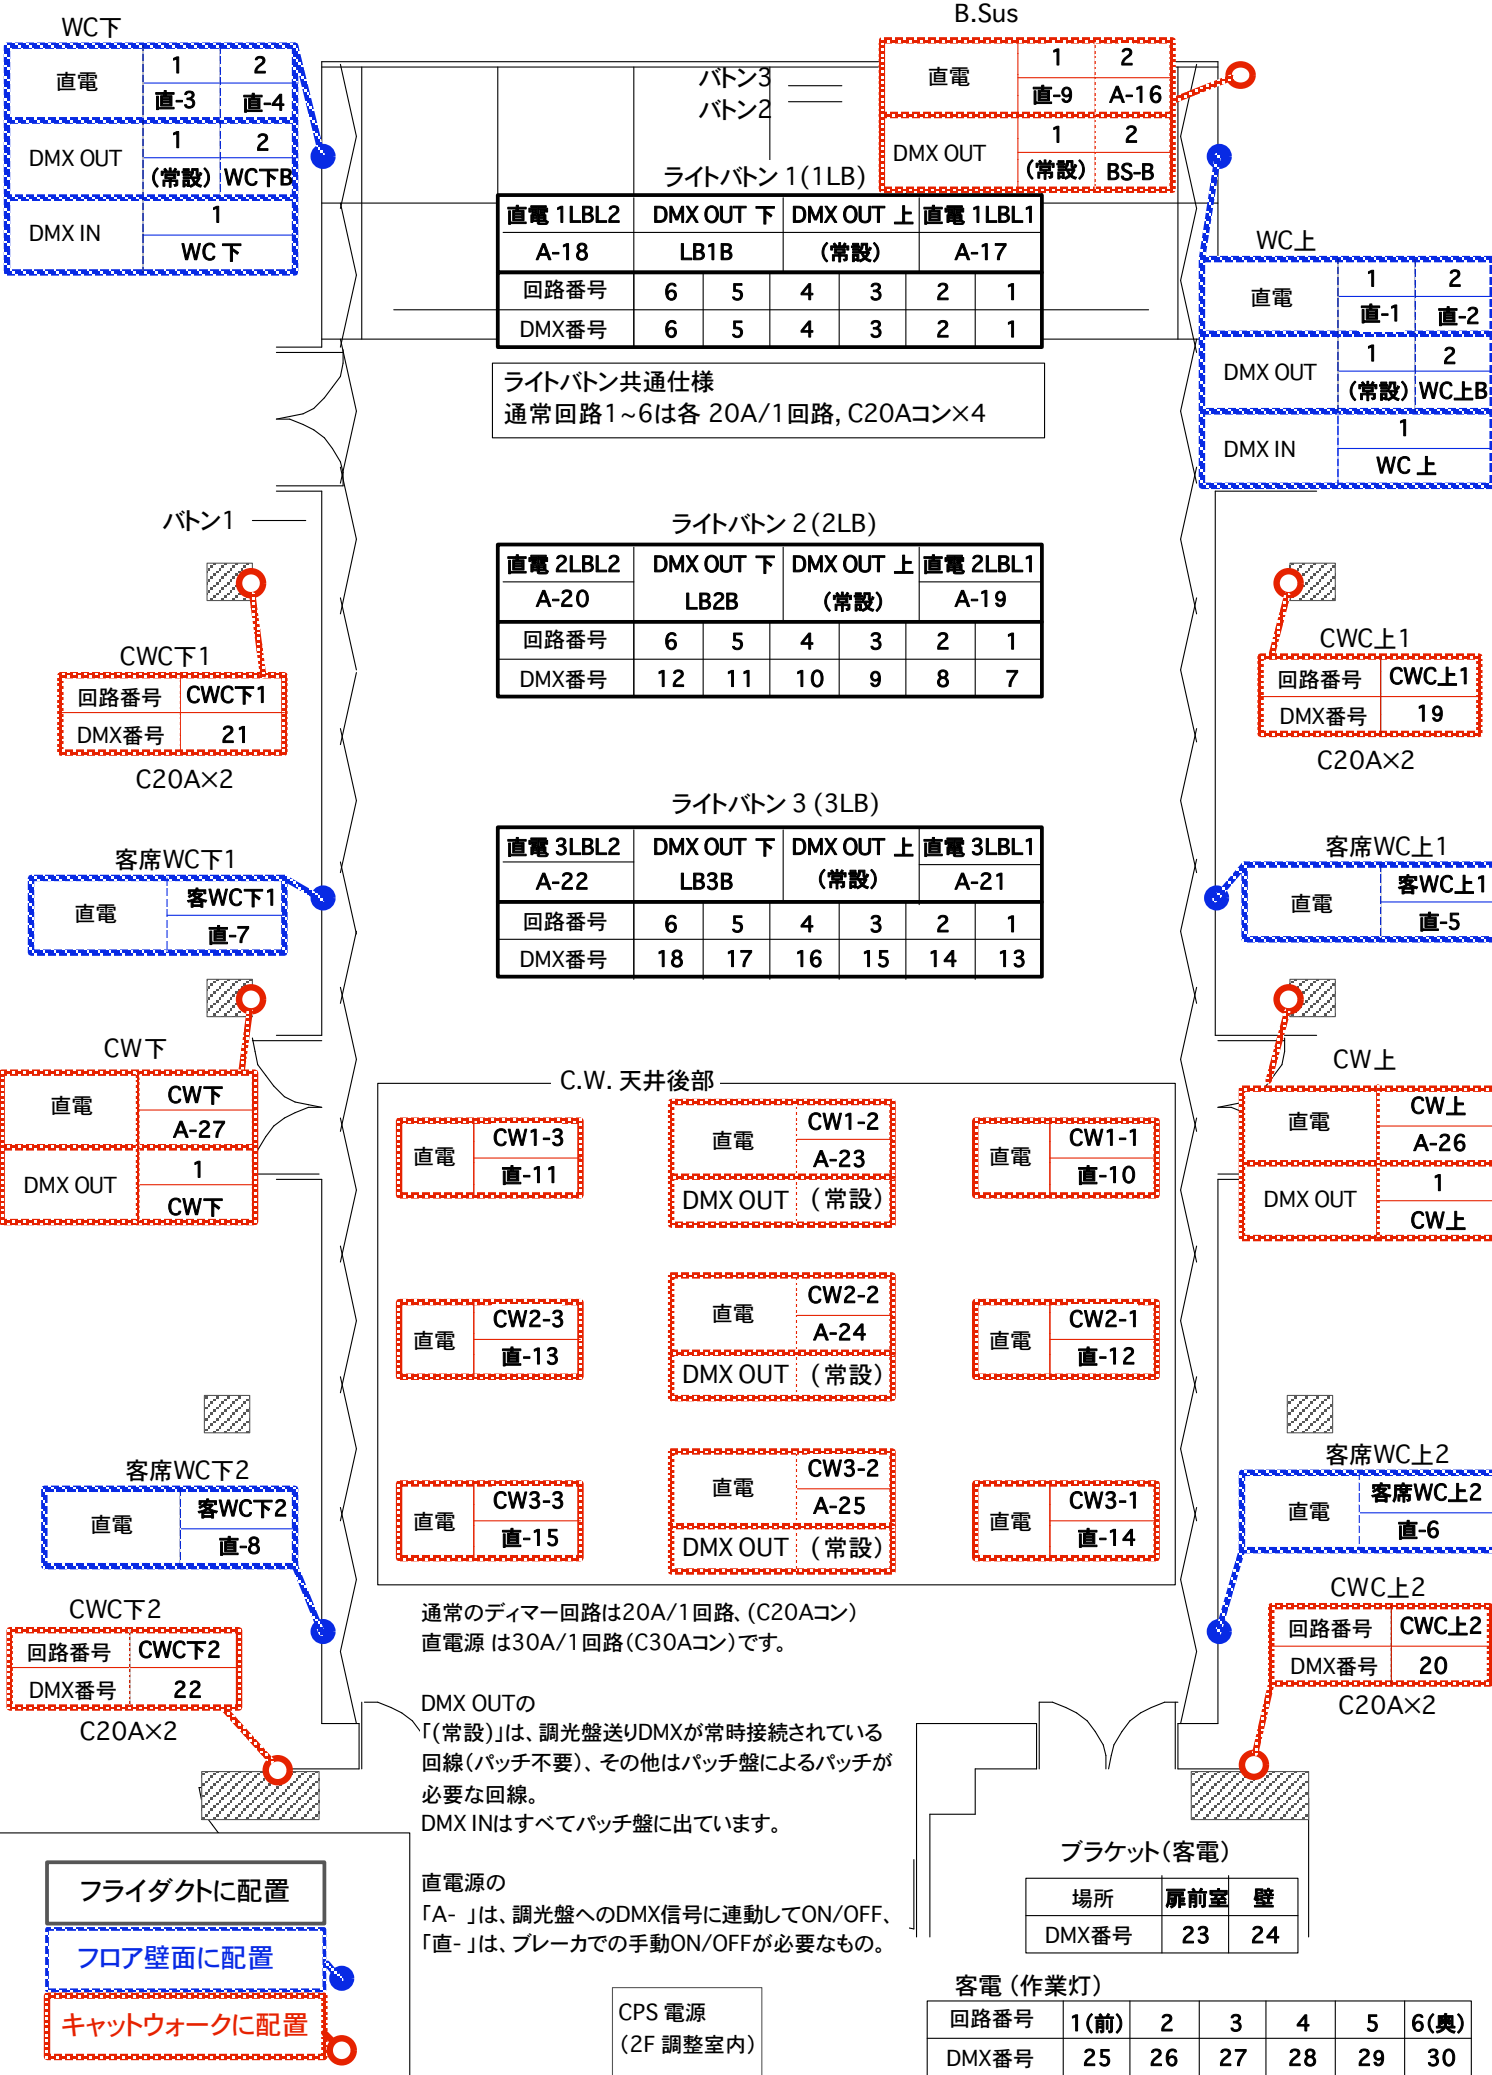 WC下
直電 1 2
直-3 直-4
DMX OUT 1 2
(常設) WC下B
DMX IN 1
WC 下
B.Sus
直電 1 2
直-9 A-16
DMX OUT 1 2
(常設) BS-B
バトン3
バトン2
ライトバトン 1(1LB)
直電 1LBL2 DMX OUT 下 DMX OUT 上 直電 1LBL1
A-18 LB1B (常設) A-17
回路番号 6 5 4 3 2 1
DMX番号 6 5 4 3 2 1
ライトバトン共通仕様
通常回路1~6は各 20A/1回路, C20Aコン×4
WC上
直電 1 2
直-1 直-2
DMX OUT 1 2
(常設) WC上B
DMX IN 1
WC 上
バトン1
ライトバトン 2 (2LB)
直電 2LBL2 DMX OUT 下 DMX OUT 上 直電 2LBL1
A-20 LB2B (常設) A-19
回路番号 6 5 4 3 2 1
DMX番号 12 11 10 9 8 7
CWC下1
回路番号 CWC下1
DMX番号 21
C20A×2
CWC上1
回路番号 CWC上1
DMX番号 19
C20A×2
ライトバトン 3 (3LB)
直電 3LBL2 DMX OUT 下 DMX OUT 上 直電 3LBL1
A-22 LB3B (常設) A-21
回路番号 6 5 4 3 2 1
DMX番号 18 17 16 15 14 13
客席WC下1
直電 客WC下1
直-7
客席WC上1
直電 客WC上1
直-5
CW下
直電 CW下
A-27
DMX OUT 1
CW下
CW上
直電 CW上
A-26
DMX OUT 1
CW上
C.W. 天井後部
直電 CW1-3
直-11
直電 CW1-2
A-23
DMX OUT (常設)
直電 CW1-1
直-10
直電 CW2-3
直-13
直電 CW2-2
A-24
DMX OUT (常設)
直電 CW2-1
直-12
直電 CW3-3
直-15
直電 CW3-2
A-25
DMX OUT (常設)
直電 CW3-1
直-14
客席WC下2
直電 客WC下2
直-8
客席WC上2
直電 客席WC上2
直-6
CWC下2
回路番号 CWC下2
DMX番号 22
C20A×2
CWC上2
回路番号 CWC上2
DMX番号 20
C20A×2
通常のディマー回路は20A/1回路、(C20Aコン)
直電源 は30A/1回路(C30Aコン)です。
DMX OUTの
「(常設)」は、調光盤送りDMXが常時接続されている
回線(パッチ不要)、その他はパッチ盤によるパッチが
必要な回線。
DMX INはすべてパッチ盤に出ています。
直電源の
「A- 」は、調光盤へのDMX信号に連動してON/OFF、
「直- 」は、ブレーカでの手動ON/OFFが必要なもの。
フライダクトに配置
フロア壁面に配置
キャットウォークに配置
CPS 電源
(2F 調整室内)
ブラケット(客電)
場所 扉前室 壁
DMX番号 23 24
客電 (作業灯)
回路番号 1(前) 2 3 4 5 6(奥)
DMX番号 25 26 27 28 29 30